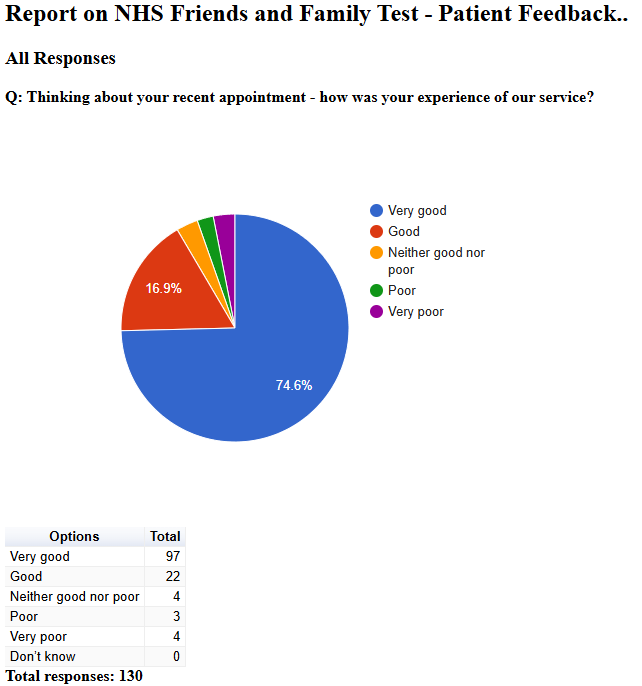 Report on NHS Friends and Family Test - Patient Feedback..
All Responses
Q: Thinking about your recent appointment - how was your experience of our service?
Very good
Good
Neither good nor
poor
Poor
Very poor
16.9%
74.6%
Options Total
Very good 97
Good 22
Neither good nor poor 4
Poor 3
Very poor 4
Don't know 0
Total responses: 130